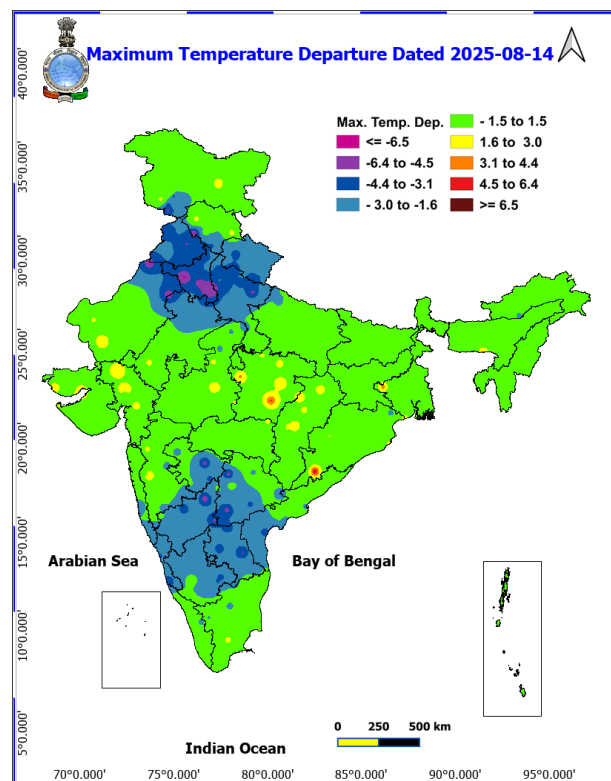 Maximum Temperature Departure Dated 2025-08-14
Max. Temp. Dep.
<= -6.5
-6.4 to -4.5
-4.4 to -3.1
- 3.0 to -1.6
- 1.5 to 1.5
1.6 to 3.0
3.1 to 4.4
4.5 to 6.4
>= 6.5
40°0.000'
35°0.000'
30°0.000'
25°0.000'
20°0.000'
15°0.000'
10°0.000'
5°0.000'
Arabian Sea
Bay of Bengal
Indian Ocean
0 250 500 km
70°0.000' 75°0.000' 80°0.000' 85°0.000' 90°0.000' 95°0.000'